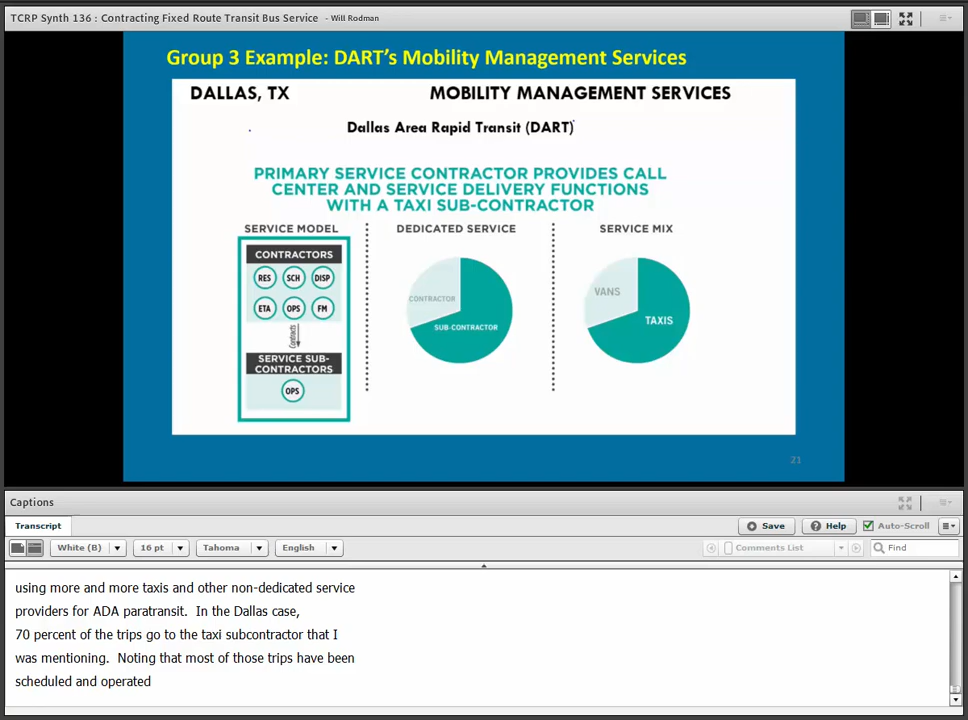 TCRP Synth 136 : Contracting Fixed Route Transit Bus Service - Will Rodman
Group 3 Example: DART's Mobility Management Services
DALLAS, TX
MOBILITY MANAGEMENT SERVICES
Dallas Area Rapid Transit (DART)
PRIMARY SERVICE CONTRACTOR PROVIDES CALL
CENTER AND SERVICE DELIVERY FUNCTIONS
WITH A TAXI SUB-CONTRACTOR
SERVICE MODEL
CONTRACTORS
RES SCH DISP
ETA OPS FM
Contracts
SERVICE SUB-
CONTRACTORS
OPS
DEDICATED SERVICE
CONTRACTOR
SUB-CONTRACTOR
SERVICE MIX
VANS
TAXIS
21
Captions
Transcript
Save
Help
Auto-Scroll
White (B)
16 pt
Tahoma
English
Comments List
Find
using more and more taxis and other non-dedicated service
providers for ADA paratransit. In the Dallas case,
70 percent of the trips go to the taxi subcontractor that I
was mentioning. Noting that most of those trips have been
scheduled and operated